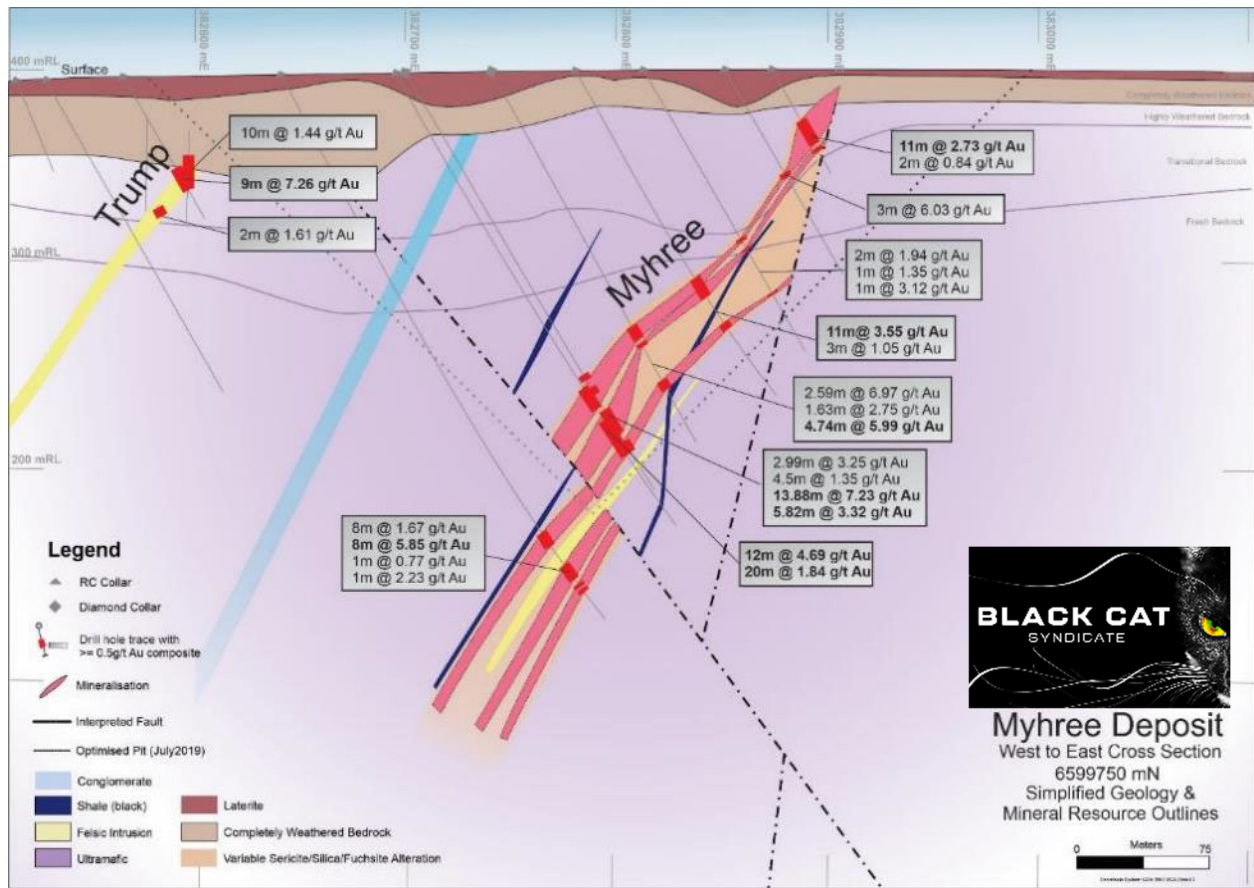 382800 mE
382700 mE
382800 mE
382900 mE
383000 mE
400 mRL
Surface
Completely Weathered Bedrock
Highly Weathered Bedrock
Transitional Bedrock
Fresh Bedrock
300 mRL
200 mRL
Trump
10m @ 1.44 g/t Au
9m @ 7.26 g/t Au
2m @ 1.61 g/t Au
Myhree
11m @ 2.73 g/t Au
2m @ 0.84 g/t Au
3m @ 6.03 g/t Au
2m @ 1.94 g/t Au
1m @ 1.35 g/t Au
1m @ 3.12 g/t Au
11m@ 3.55 g/t Au
3m @ 1.05 g/t Au
2.59m @ 6.97 g/t Au
1.63m @ 2.75 g/t Au
4.74m @ 5.99 g/t Au
2.99m @ 3.25 g/t Au
4.5m @ 1.35 g/t Au
13.88m @ 7.23 g/t Au
5.82m @ 3.32 g/t Au
12m @ 4.69 g/t Au
20m @ 1.84 g/t Au
8m @ 1.67 g/t Au
8m @ 5.85 g/t Au
1m @ 0.77 g/t Au
1m @ 2.23 g/t Au
Legend
RC Collar
Diamond Collar
Drill hole trace with
>= 0.5g/t Au composite
Mineralisation
Interpreted Fault
Optimised Pit (July2019)
Conglomerate
Shale (black)
Felsic Intrusion
Ultramafic
Laterite
Completely Weathered Bedrock
Variable Sericite/Silica/Fuchsite Alteration
BLACK CAT
SYNDICATE
Myhree Deposit
West to East Cross Section
6599750 mN
Simplified Geology &
Mineral Resource Outlines
Meters
0 75